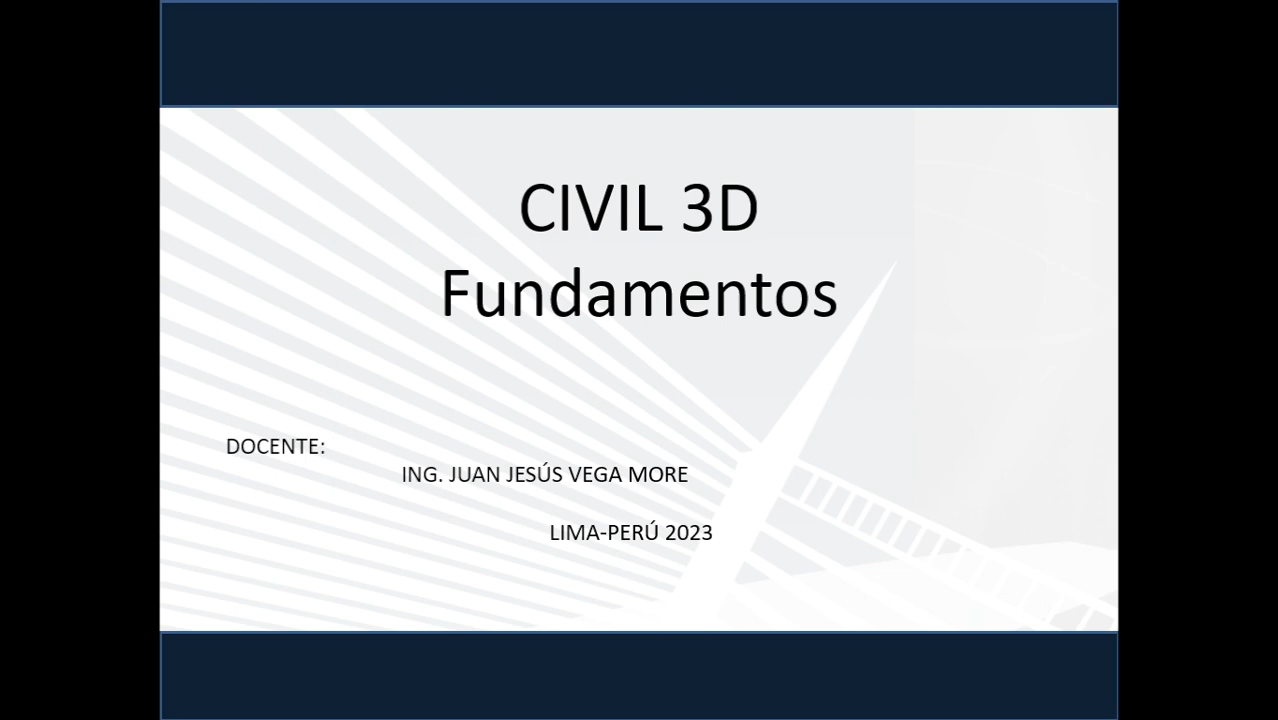 CIVIL 3D
Fundamentos
DOCENTE:
ING. JUAN JESÚS VEGA MORE
LIMA-PERÚ 2023